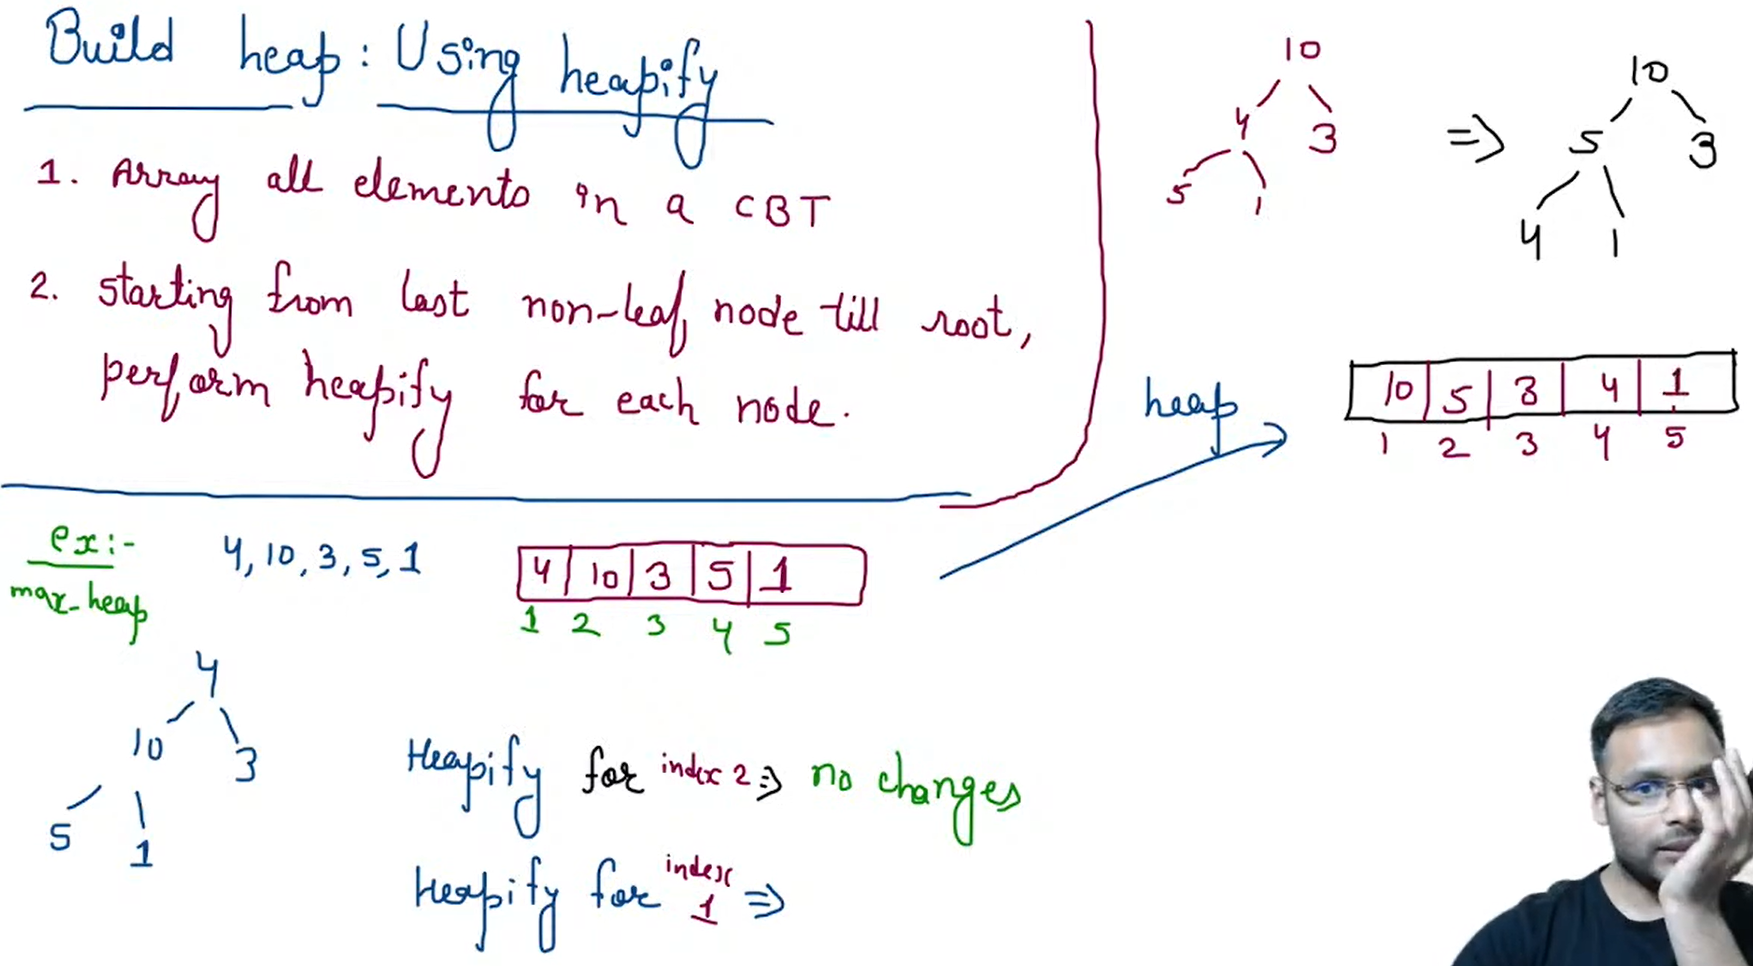 Build heap: Using heapify
1. Array all elements in a CBT
2. starting from last non-leaf node till root,
perform heapify for each node.
ex:-
max-heap
4, 10, 3, 5, 1
4 10 3 5 1
1 2 3 4 5
4
10 3
5 1
Heapify for index 2 => no changes
Heapify for index 1 =>
10
4 3
5 1
=>
10
5 3
4 1
heap
10 5 3 4 1
1 2 3 4 5